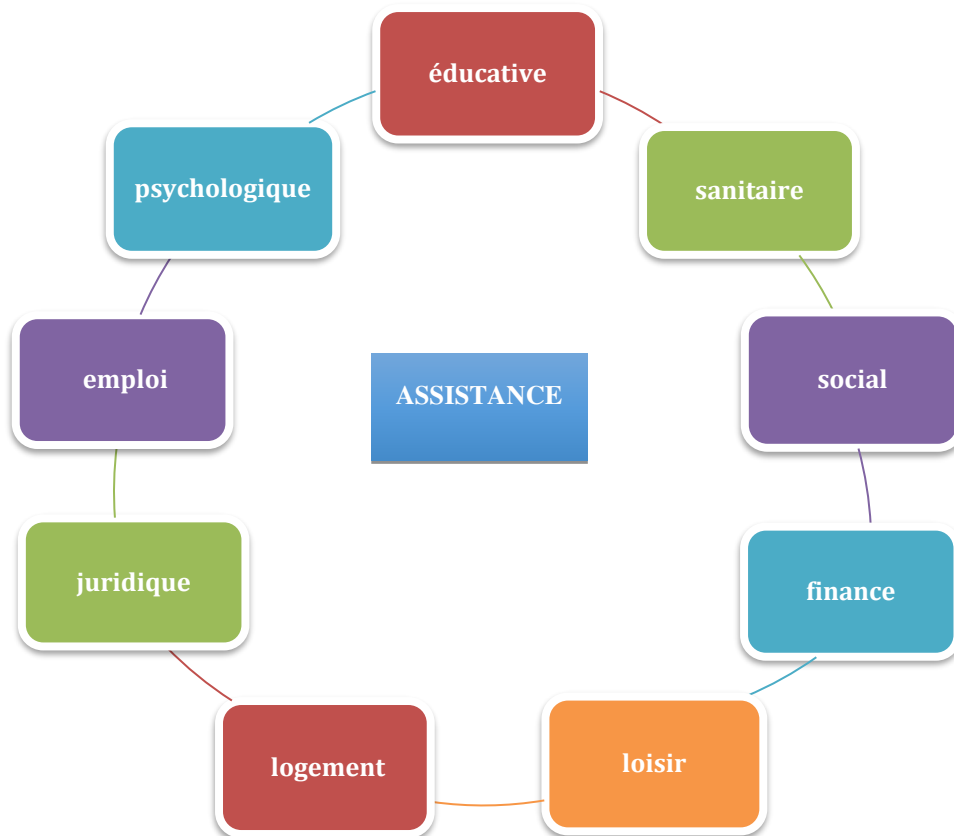 éducative
psychologique
sanitaire
emploi
ASSISTANCE
social
juridique
finance
logement
loisir